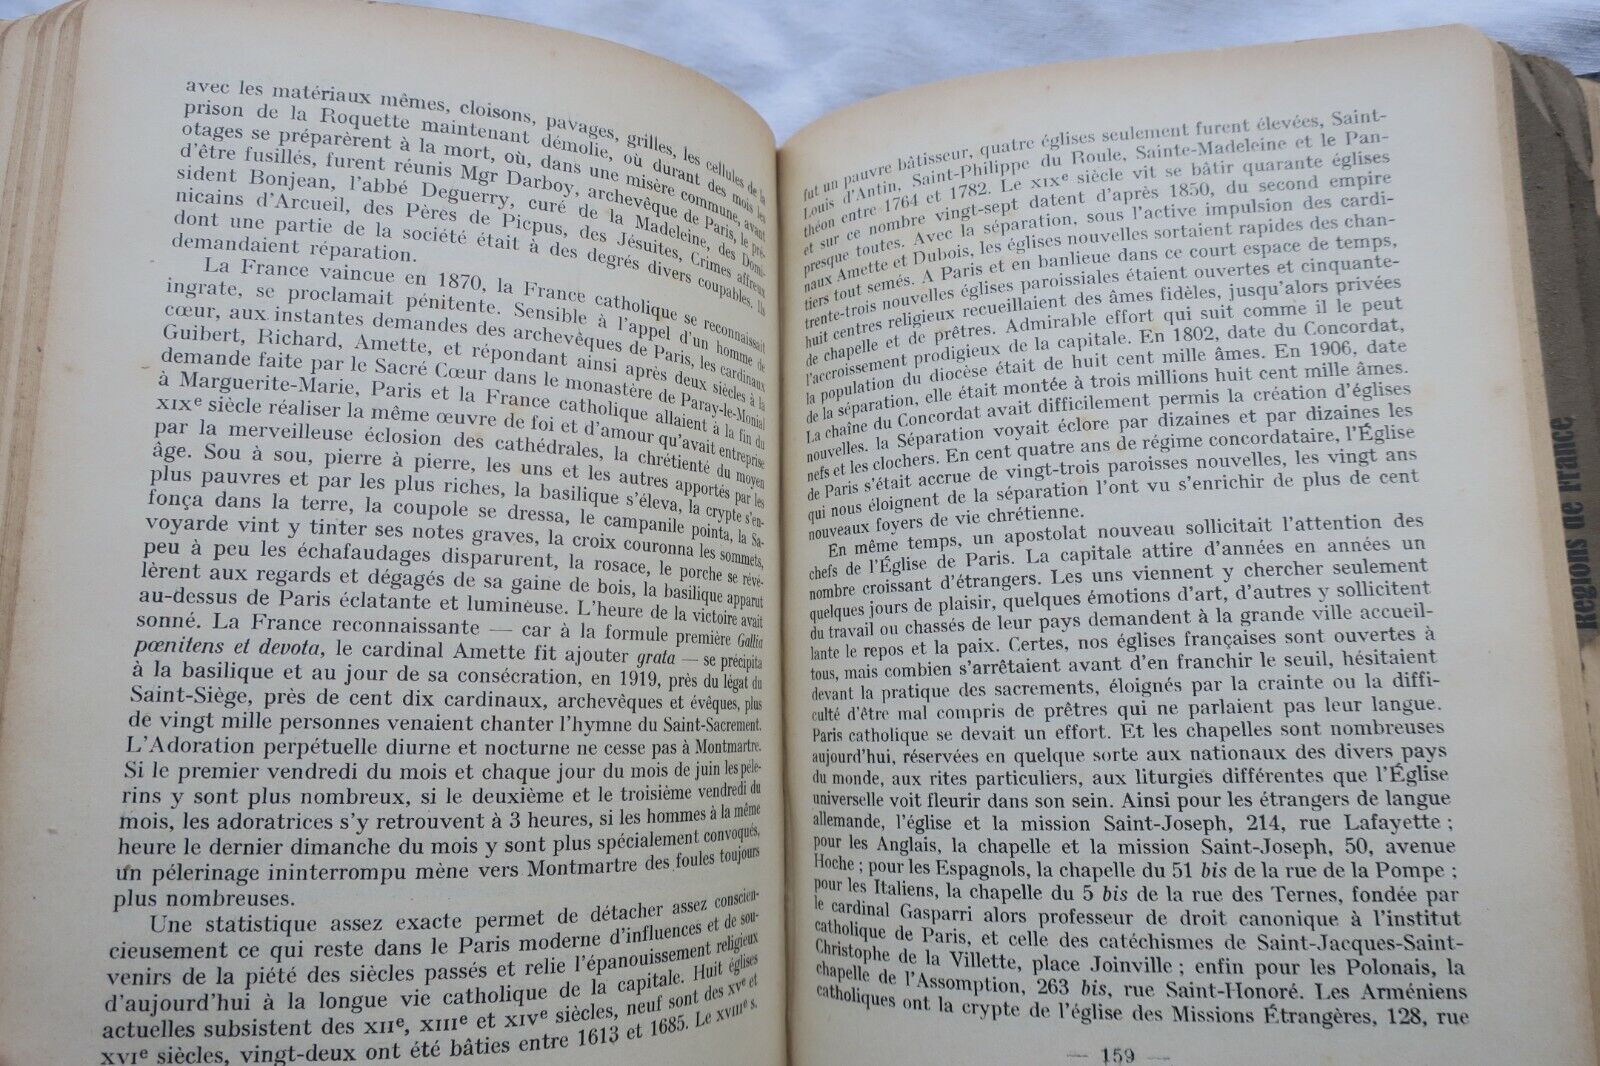 avec les matériaux mêmes, cloisons, pavages, grilles, les cellules de la
prison de la Roquette maintenant démolie, où durant des mois les
otages se préparèrent à la mort, où, dans une misère commune, avant
d'être fusillés, furent réunis Mgr Darboy, archevêque de Paris, le pré-
sident Bonjean, l'abbé Deguerry, curé de la Madeleine, des Domi-
nicains d'Arcueil, des Pères de Picpus, des Jésuites, Crimes affreux
dont une partie de la société était à des degrés divers coupables. Ils
demandaient réparation.
La France vaincue en 1870, la France catholique se reconnaissait
ingrate, se proclamait pénitente. Sensible à l'appel d'un homme de
cœur, aux instantes demandes des archevêques de Paris, les cardinaux
Guibert, Richard, Amette, et répondant ainsi après deux siècles à la
demande faite par le Sacré Cœur dans le monastère de Paray-le-Monial
à Marguerite-Marie, Paris et la France catholique allaient à la fin du
XIXe siècle réaliser la même œuvre de foi et d'amour qu'avait entreprise
par la merveilleuse éclosion des cathédrales, la chrétienté du moyen
âge. Sou à sou, pierre à pierre, les uns et les autres apportés par les
plus pauvres et par les plus riches, la basilique s'éleva, la crypte s'en-
fonça dans la terre, la coupole se dressa, le campanile pointa, la Sa-
voyarde vint y tinter ses notes graves, la croix couronna les sommets,
peu à peu les échafaudages disparurent, la rosace, le porche se révé-
lèrent aux regards et dégagés de sa gaine de bois, la basilique apparut
au-dessus de Paris éclatante et lumineuse. L'heure de la victoire avait
sonné. La France reconnaissante — car à la formule première Gallia
pœnitens et devota, le cardinal Amette fit ajouter grata — se précipita
à la basilique et au jour de sa consécration, en 1919, près du légat du
Saint-Siège, près de cent dix cardinaux, archevêques et évêques, plus
de vingt mille personnes venaient chanter l'hymne du Saint-Sacrement.
L'Adoration perpétuelle diurne et nocturne ne cesse pas à Montmartre.
Si le premier vendredi du mois et chaque jour du mois de juin les péle-
rins y sont plus nombreux, si le deuxième et le troisième vendredi du
mois, les adoratrices s'y retrouvent à 3 heures, si les hommes à la même
heure le dernier dimanche du mois y sont plus spécialement convoqués,
un pélerinage ininterrompu mène vers Montmartre des foules toujours
plus nombreuses.
Une statistique assez exacte permet de détacher assez conscien-
cieusement ce qui reste dans le Paris moderne d'influences et de sou-
venirs de la piété des siècles passés et relie l'épanouissement religieux
d'aujourd'hui à la longue vie catholique de la capitale. Huit églises
actuelles subsistent des XIIe, XIIIe et XIVe siècles, neuf sont des XVe et
XVIe siècles, vingt-deux ont été bâties entre 1613 et 1685. Le XVIIIe s.
fut un pauvre bâtisseur, quatre églises seulement furent élevées, Saint-
Louis d'Antin, Saint-Philippe du Roule, Sainte-Madeleine et le Pan-
théon entre 1764 et 1782. Le XIXe siècle vit se bâtir quarante églises
et sur ce nombre vingt-sept datent d'après 1850, du second empire
presque toutes. Avec la séparation, sous l'active impulsion des cardi-
naux Amette et Dubois, les églises nouvelles sortaient rapides des chan-
tiers tout semés. A Paris et en banlieue dans ce court espace de temps,
trente-trois nouvelles églises paroissiales étaient ouvertes et cinquante-
huit centres religieux recueillaient des âmes fidèles, jusqu'alors privées
de chapelle et de prêtres. Admirable effort qui suit comme il le peut
l'accroissement prodigieux de la capitale. En 1802, date du Concordat,
la population du diocèse était de huit cent mille âmes. En 1906, date
de la séparation, elle était montée à trois millions huit cent mille âmes.
La chaîne du Concordat avait difficilement permis la création d'églises
nouvelles. la Séparation voyait éclore par dizaines et par dizaines les
nefs et les clochers. En cent quatre ans de régime concordataire, l'Église
de Paris s'était accrue de vingt-trois paroisses nouvelles, les vingt ans
qui nous éloignent de la séparation l'ont vu s'enrichir de plus de cent
nouveaux foyers de vie chrétienne.
En même temps, un apostolat nouveau sollicitait l'attention des
chefs de l'Église de Paris. La capitale attire d'années en années un
nombre croissant d'étrangers. Les uns viennent y chercher seulement
quelques jours de plaisir, quelques émotions d'art, d'autres y sollicitent
du travail ou chassés de leur pays demandent à la grande ville accueil-
lante le repos et la paix. Certes, nos églises françaises sont ouvertes à
tous, mais combien s'arrêtaient avant d'en franchir le seuil, hésitaient
devant la pratique des sacrements, éloignés par la crainte ou la diffi-
culté d'être mal compris de prêtres qui ne parlaient pas leur langue.
Paris catholique se devait un effort. Et les chapelles sont nombreuses
aujourd'hui, réservées en quelque sorte aux nationaux des divers pays
du monde, aux rites particuliers, aux liturgies différentes que l'Église
universelle voit fleurir dans son sein. Ainsi pour les étrangers de langue
allemande, l'église et la mission Saint-Joseph, 214, rue Lafayette ;
pour les Anglais, la chapelle et la mission Saint-Joseph, 50, avenue
Hoche ; pour les Espagnols, la chapelle du 51 bis de la rue de la Pompe ;
pour les Italiens, la chapelle du 5 bis de la rue des Ternes, fondée par
le cardinal Gasparri alors professeur de droit canonique à l'institut
catholique de Paris, et celle des catéchismes de Saint-Jacques-Saint-
Christophe de la Villette, place Joinville ; enfin pour les Polonais, la
chapelle de l'Assomption, 263 bis, rue Saint-Honoré. Les Arméniens
catholiques ont la crypte de l'église des Missions Étrangères, 128, rue
— 159 —
Régions de France